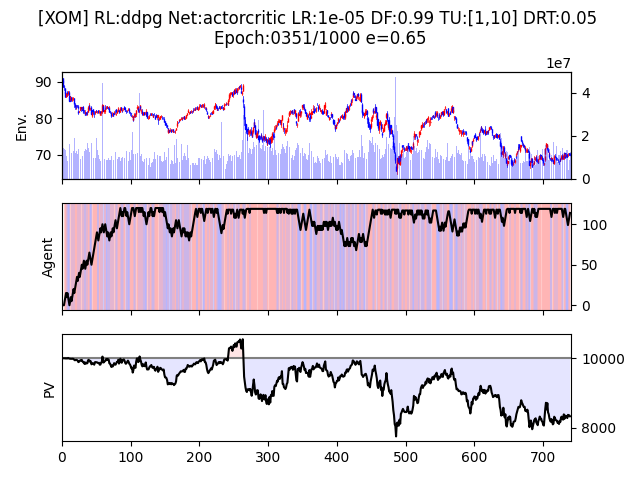 [XOM] RL:ddpg Net:actorcritic LR:1e-05 DF:0.99 TU:[1,10] DRT:0.05
Epoch:0351/1000 e=0.65
1e7
90
80
70
Env.
4
2
0
Agent
100
50
0
PV
10000
8000
0 100 200 300 400 500 600 700